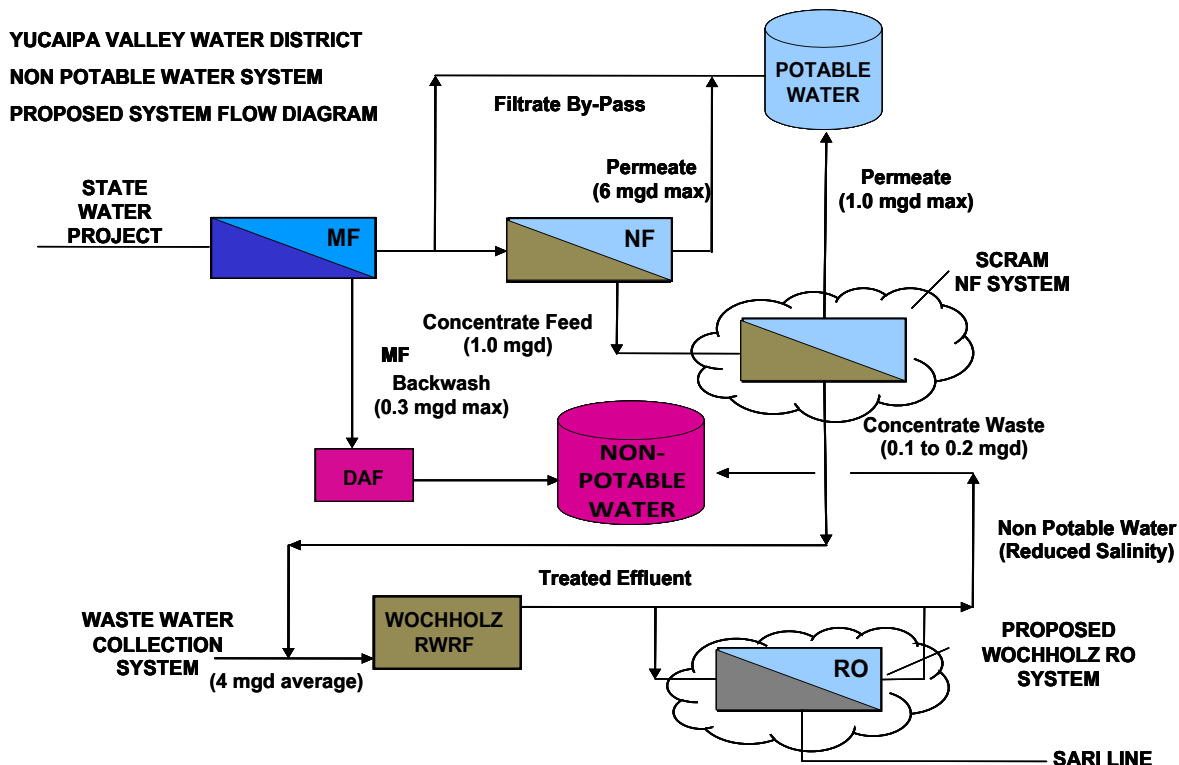 YUCAIPA VALLEY WATER DISTRICT
NON POTABLE WATER SYSTEM
PROPOSED SYSTEM FLOW DIAGRAM
POTABLE
WATER
Filtrate By-Pass
Permeate
(6 mgd max)
Permeate
(1.0 mgd max)
STATE
WATER
PROJECT
MF
NF
SCRAM
NF SYSTEM
Concentrate Feed
(1.0 mgd)
MF
Backwash
(0.3 mgd max)
Concentrate Waste
(0.1 to 0.2 mgd)
DAF
NON-
POTABLE
WATER
Non Potable Water
(Reduced Salinity)
Treated Effluent
WASTE WATER
COLLECTION
SYSTEM
(4 mgd average)
WOCHHOLZ
RWRF
RO
PROPOSED
WOCHHOLZ RO
SYSTEM
SARI LINE